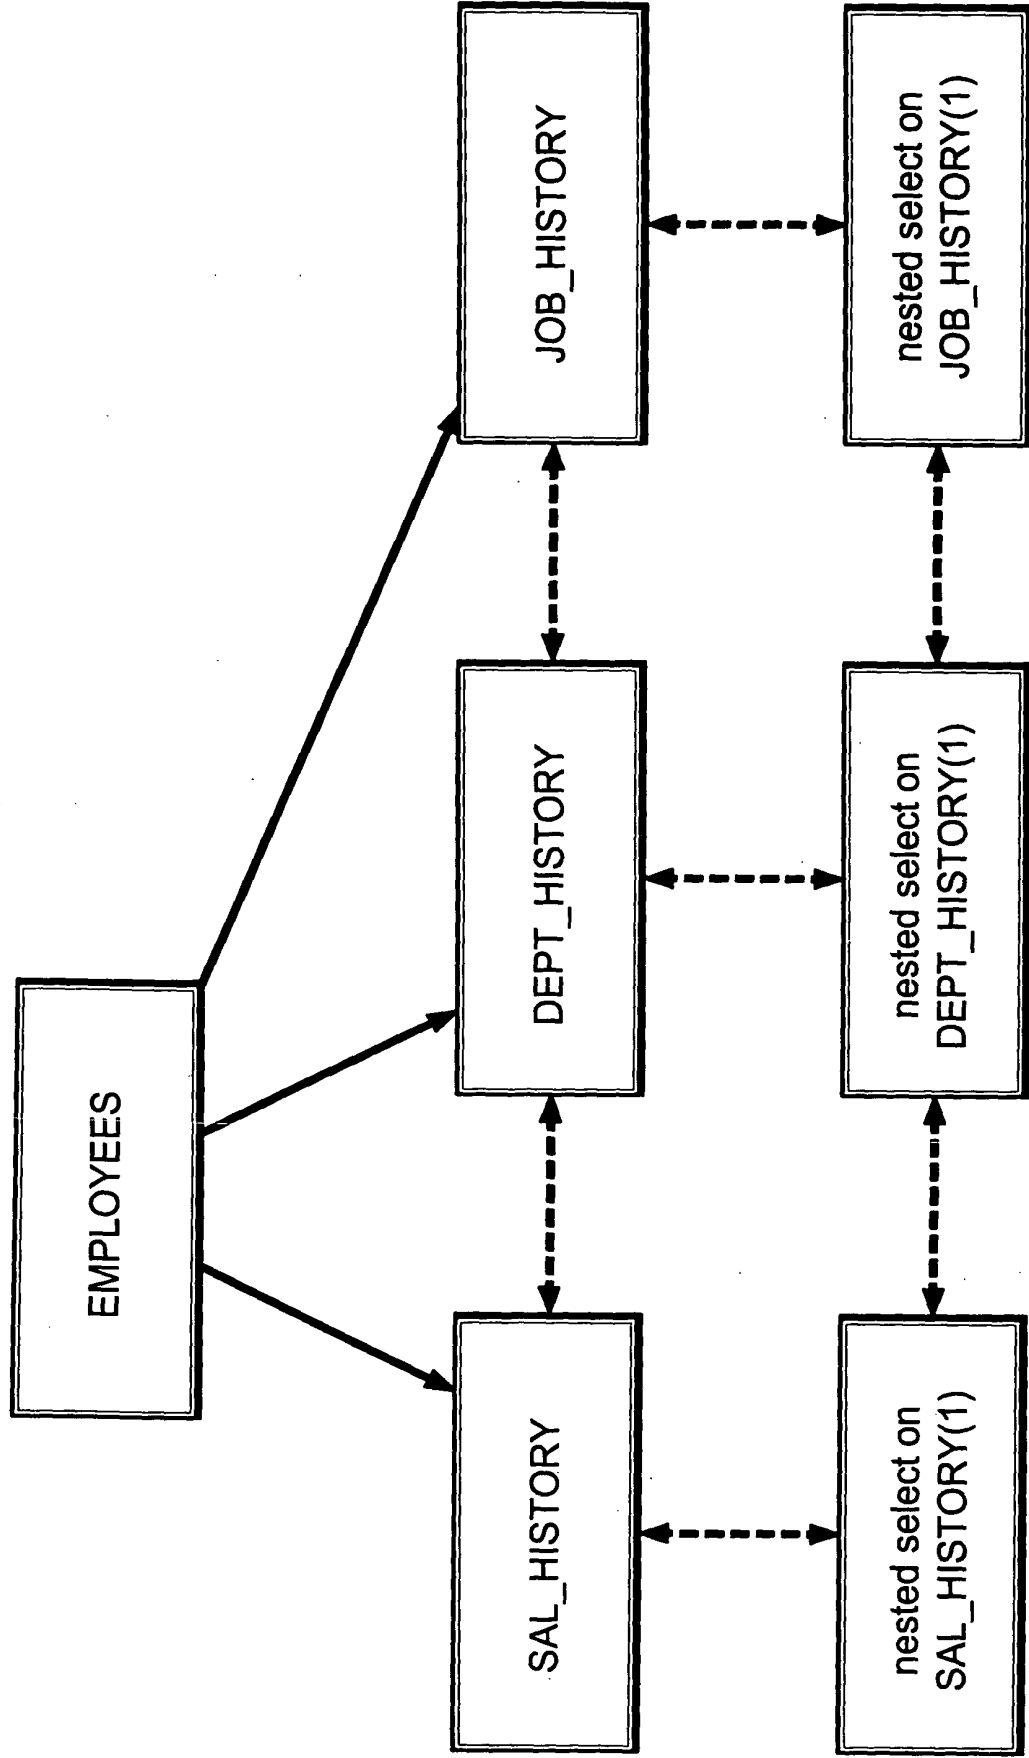 EMPLOYEES
SAL_HISTORY
DEPT_HISTORY
JOB_HISTORY
nested select on
SAL_HISTORY(1)
nested select on
DEPT_HISTORY(1)
nested select on
JOB_HISTORY(1)